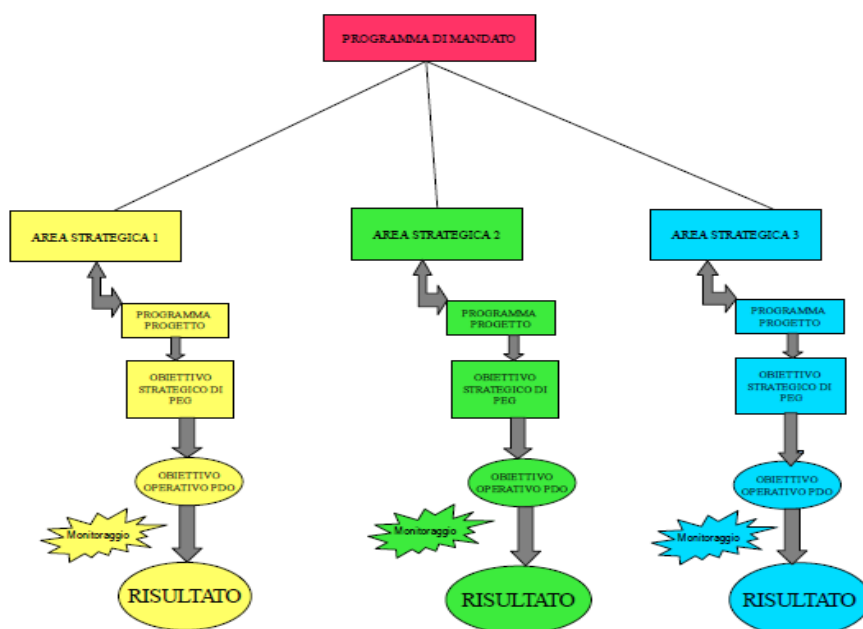 PROGRAMMA DI MANDATO
AREA STRATEGICA 1
AREA STRATEGICA 2
AREA STRATEGICA 3
PROGRAMMA
PROGETTO
PROGRAMMA
PROGETTO
PROGRAMMA
PROGETTO
OBIETTIVO
STRATEGICO DI
PEG
OBIETTIVO
STRATEGICO DI
PEG
OBIETTIVO
STRATEGICO DI
PEG
OBIETTIVO
OPERATIVO PDO
OBIETTIVO
OPERATIVO PDO
OBIETTIVO
OPERATIVO PDO
Monitoraggio
Monitoraggio
Monitoraggio
RISULTATO
RISULTATO
RISULTATO